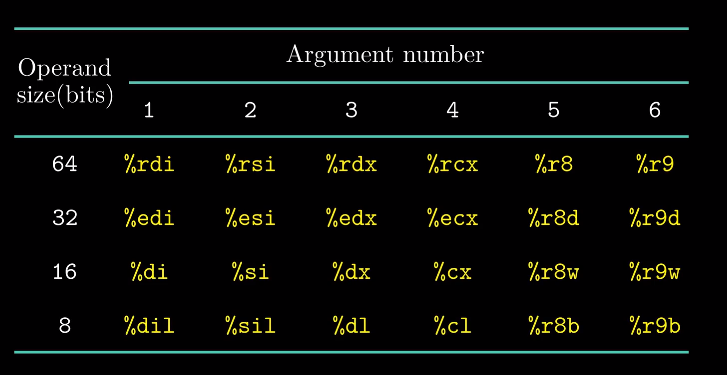 Argument number
Operand
size(bits)
1 2 3 4 5 6
64 %rdi %rsi %rdx %rcx %r8 %r9
32 %edi %esi %edx %ecx %r8d %r9d
16 %di %si %dx %cx %r8w %r9w
8 %dil %sil %dl %cl %r8b %r9b